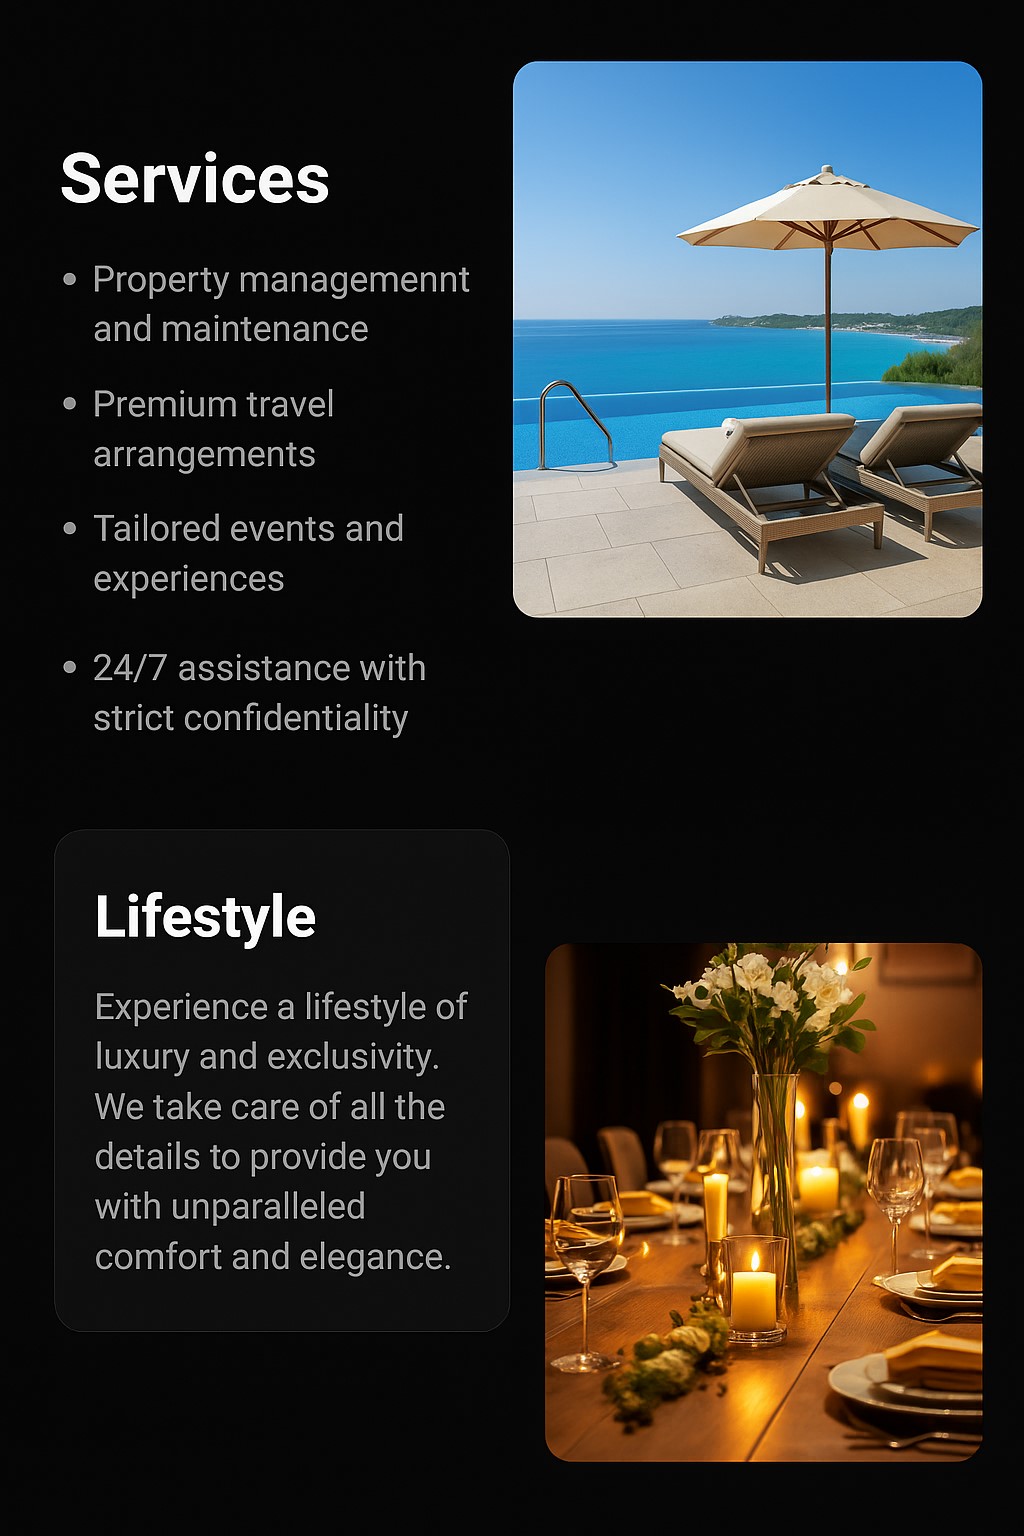 Services
• Property managemennt
and maintenance
• Premium travel
arrangements
• Tailored events and
experiences
• 24/7 assistance with
strict confidentiality
Lifestyle
Experience a lifestyle of
luxury and exclusivity.
We take care of all the
details to provide you
with unparalleled
comfort and elegance.